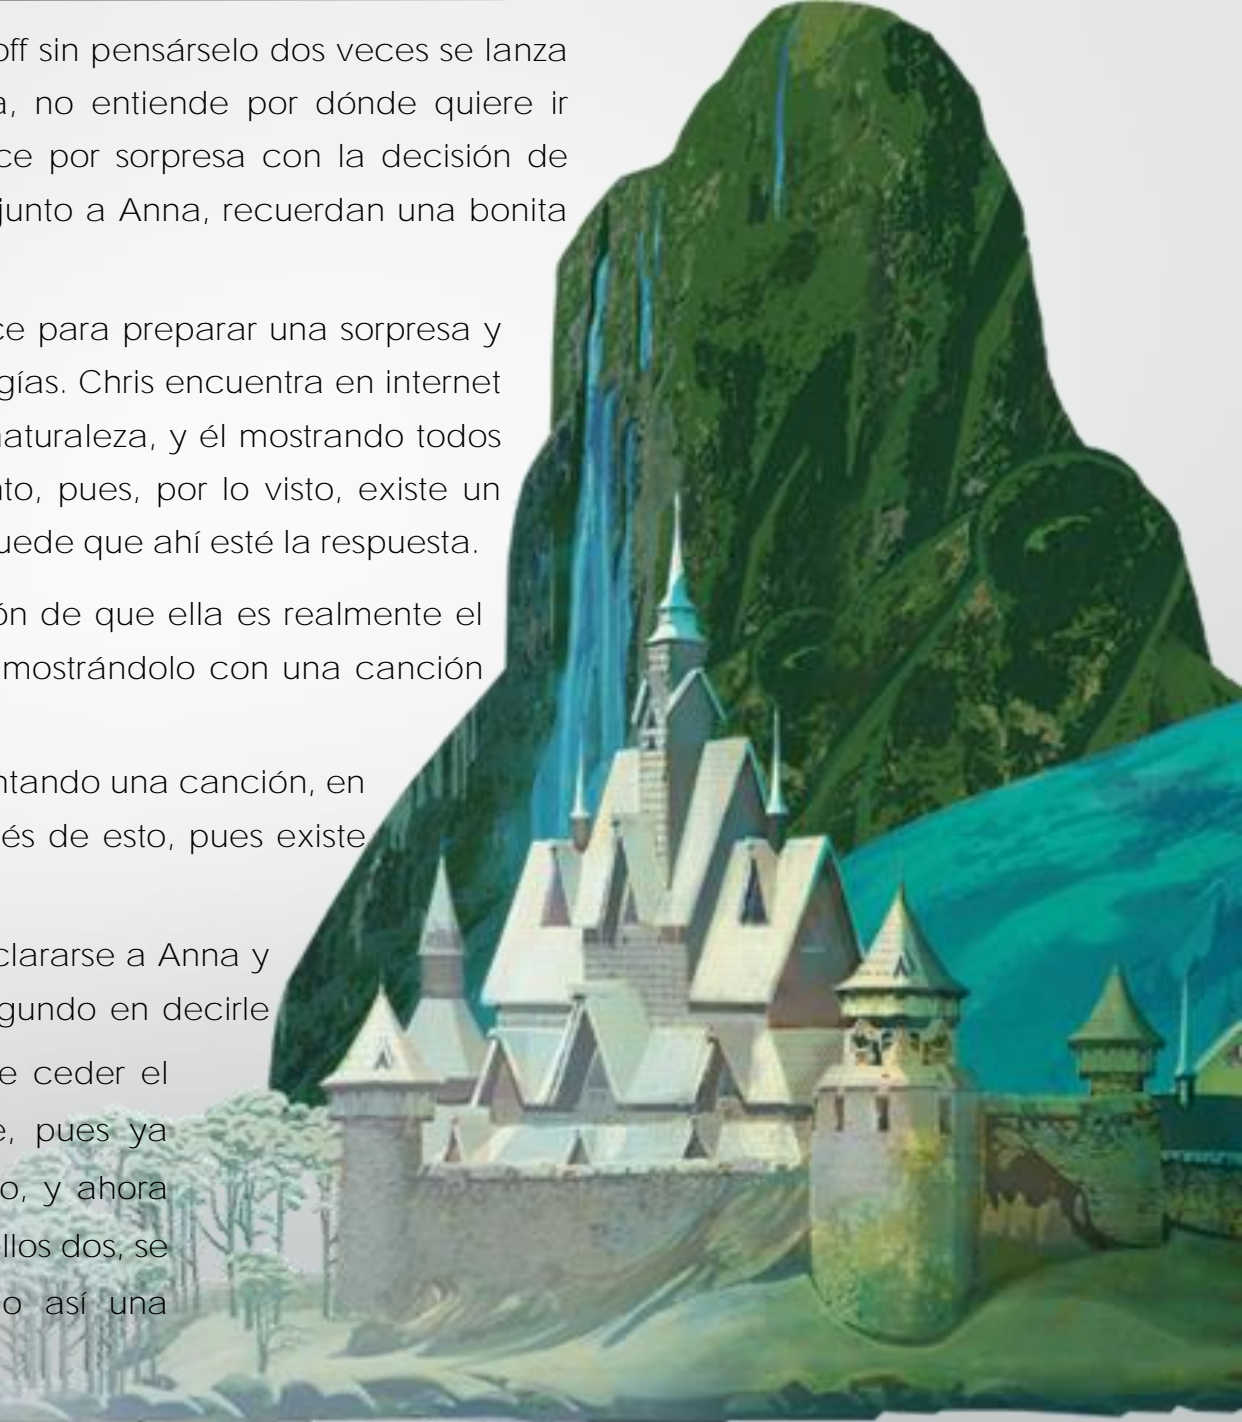 off sin pensárselo dos veces se lanza
a, no entiende por dónde quiere ir
ce por sorpresa con la decisión de
junto a Anna, recuerdan una bonita
ce para preparar una sorpresa y
gías. Chris encuentra en internet
naturaleza, y él mostrando todos
nto, pues, por lo visto, existe un
uede que ahí esté la respuesta.
ón de que ella es realmente el
mostrándolo con una canción
ntando una canción, en
és de esto, pues existe
clararse a Anna y
gundo en decirle
e ceder el
e, pues ya
o, y ahora
llos dos, se
o así una